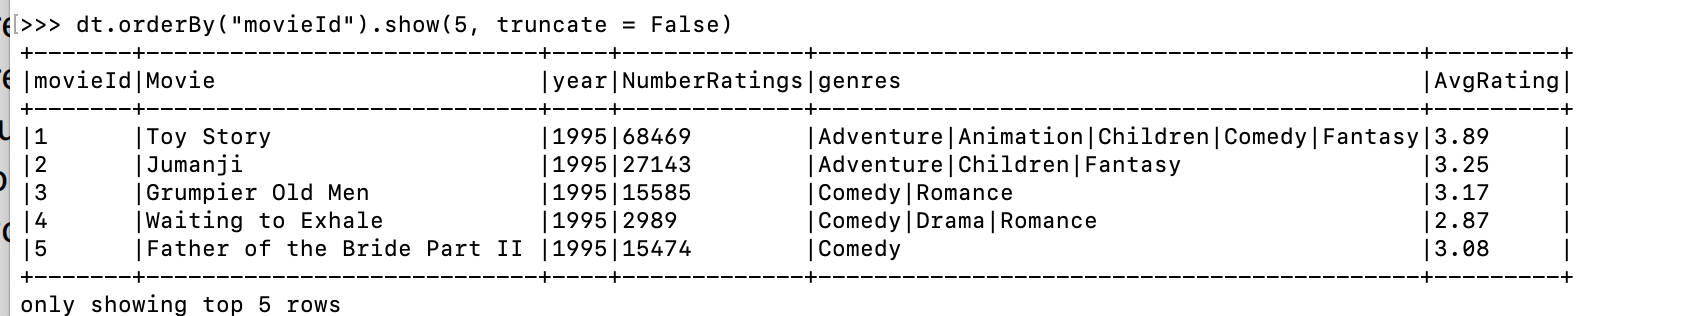 >>> dt.orderBy("movieId").show(5, truncate = False)
+-------+----------------------------+----+-------------+-------------------------------------------+---------+
|movieId|Movie                       |year|NumberRatings|genres                                     |AvgRating|
+-------+----------------------------+----+-------------+-------------------------------------------+---------+
|1      |Toy Story                   |1995|68469        |Adventure|Animation|Children|Comedy|Fantasy|3.89     |
|2      |Jumanji                     |1995|27143        |Adventure|Children|Fantasy                 |3.25     |
|3      |Grumpier Old Men            |1995|15585        |Comedy|Romance                             |3.17     |
|4      |Waiting to Exhale           |1995|2989         |Comedy|Drama|Romance                       |2.87     |
|5      |Father of the Bride Part II |1995|15474        |Comedy                                     |3.08     |
+-------+----------------------------+----+-------------+-------------------------------------------+---------+
only showing top 5 rows